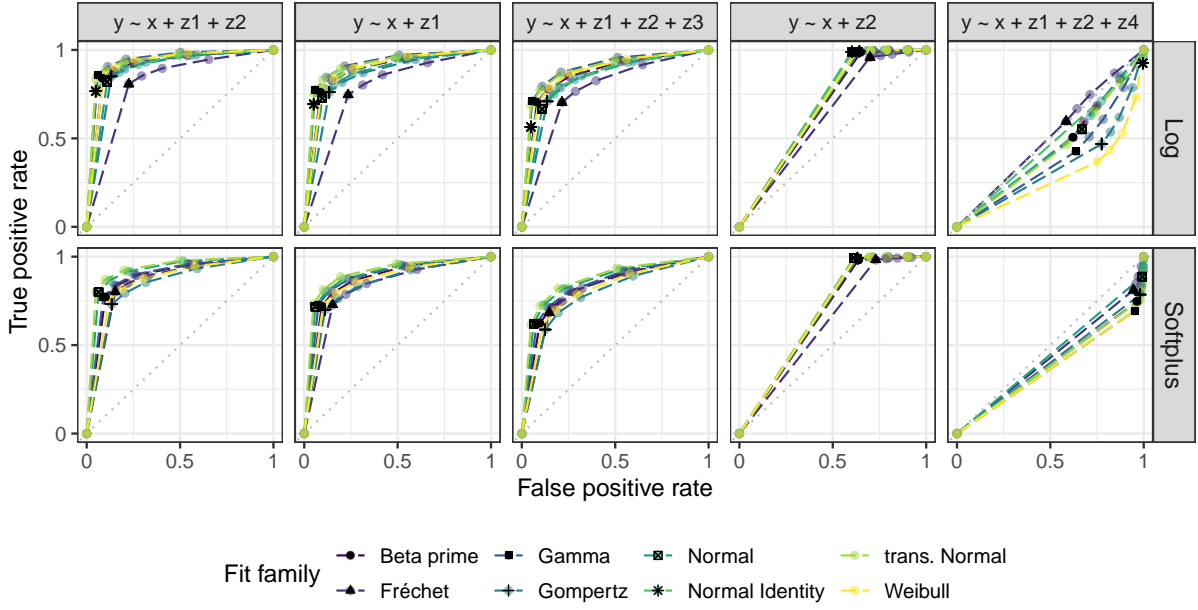 y ~ x + z1 + z2
y ~ x + z1
y ~ x + z1 + z2 + z3
y ~ x + z2
y ~ x + z1 + z2 + z4
True positive rate
1
0.5
0
Log
1
0.5
0
Softplus
0 0.5 1 0 0.5 1 0 0.5 1 0 0.5 1 0 0.5 1
False positive rate
Fit family
Beta prime Gamma Normal trans. Normal
Fréchet Gompertz Normal Identity Weibull